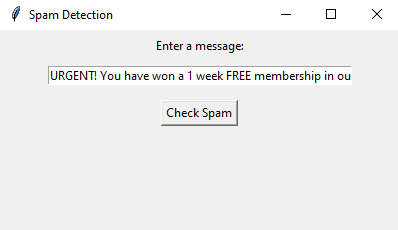 Spam Detection
Enter a message:
URGENT! You have won a 1 week FREE membership in ou
Check Spam